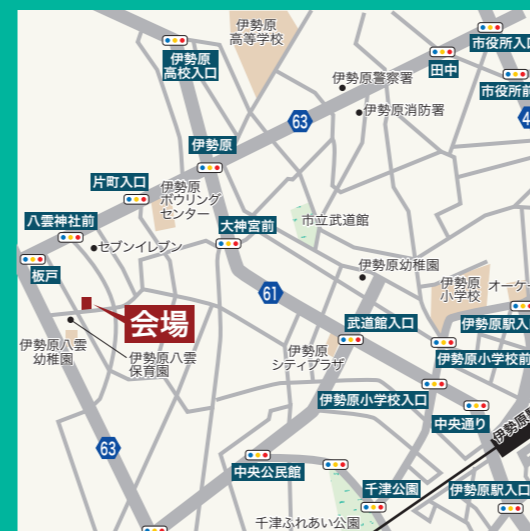 伊勢原
高等学校
伊勢原
高校入口
市役所入口
田中
伊勢原警察署
市役所前
伊勢原消防署
63
4
伊勢原
片町入口
伊勢原
ボウリング
センター
八雲神社前
大神宮前
市立武道館
セブンイレブン
板戸
伊勢原幼稚園
伊勢原
小学校
オーケー
61
会場
武道館入口
伊勢原駅入
伊勢原八雲
幼稚園
伊勢原八雲
保育園
伊勢原
シティプラザ
伊勢原小学校前
伊勢原小学校入口
中央通り
伊勢原
63
中央公民館
千津公園
伊勢原駅入口
千津ふれあい公園